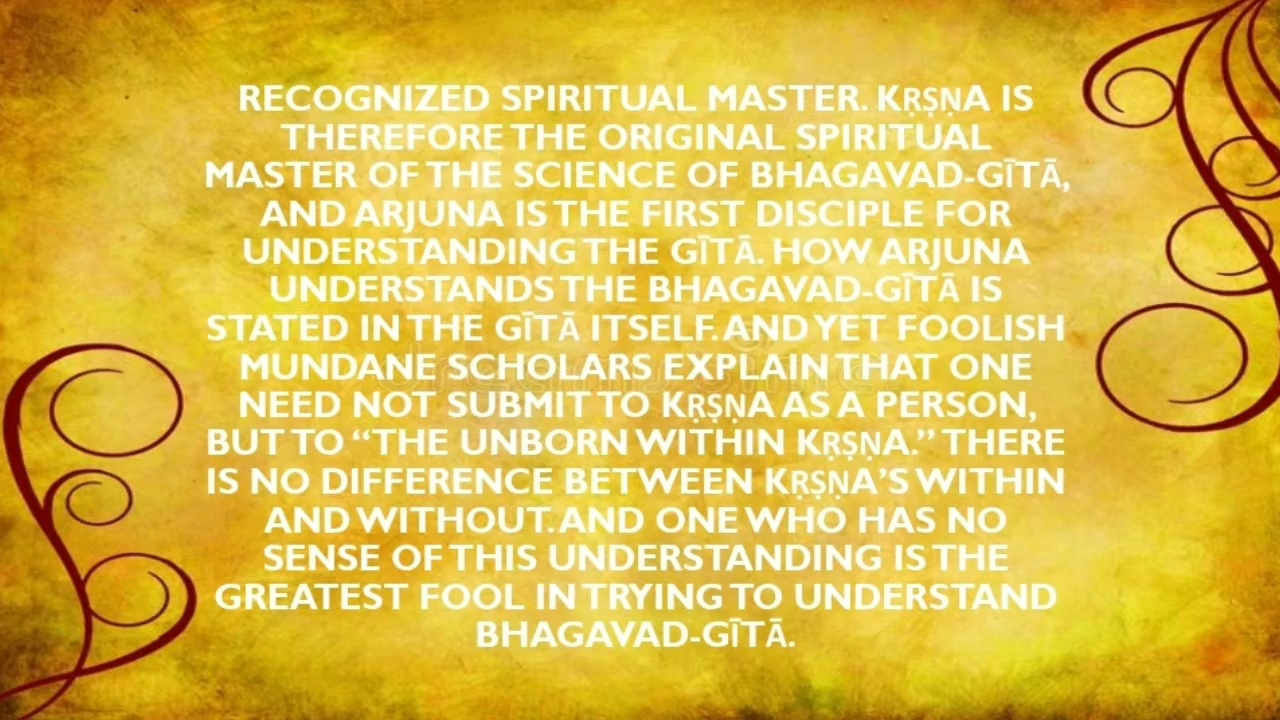 RECOGNIZED SPIRITUAL MASTER. KṚṢṆA IS
THEREFORE THE ORIGINAL SPIRITUAL
MASTER OF THE SCIENCE OF BHAGAVAD-GĪTĀ,
AND ARJUNA IS THE FIRST DISCIPLE FOR
UNDERSTANDING THE GĪTĀ. HOW ARJUNA
UNDERSTANDS THE BHAGAVAD-GĪTĀ IS
STATED IN THE GĪTĀ ITSELF. AND YET FOOLISH
MUNDANE SCHOLARS EXPLAIN THAT ONE
NEED NOT SUBMIT TO KṚṢṆA AS A PERSON,
BUT TO “THE UNBORN WITHIN KṚṢṆA.” THERE
IS NO DIFFERENCE BETWEEN KṚṢṆA’S WITHIN
AND WITHOUT. AND ONE WHO HAS NO
SENSE OF THIS UNDERSTANDING IS THE
GREATEST FOOL IN TRYING TO UNDERSTAND
BHAGAVAD-GĪTĀ.